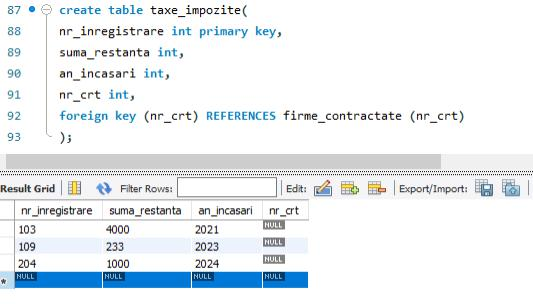 87 create table taxe_impozite(
88 nr_inregistrare int primary key,
89 suma_restanta int,
90 an_incasari int,
91 nr_crt int,
92 foreign key (nr_crt) REFERENCES firme_contractate (nr_crt)
93 );
Result Grid Filter Rows: Edit: Export/Import:
nr_inregistrare suma_restanta an_incasari nr_crt
103 4000 2021 NULL
109 233 2023 NULL
204 1000 2024 NULL
* NULL NULL NULL NULL